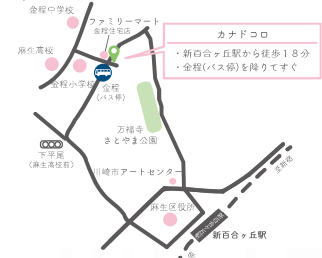 金程中学校
ファミリーマート
金程住宅店
カナドコロ
・新百合ヶ丘駅から徒歩１８分
・金程(バス停)を降りてすぐ
麻生高校
金程小学校
金程
(バス停)
万福寺
さとやま公園
下平尾
(麻生高校前)
川崎市アートセンター
至新宿
麻生区役所
新百合ヶ丘駅